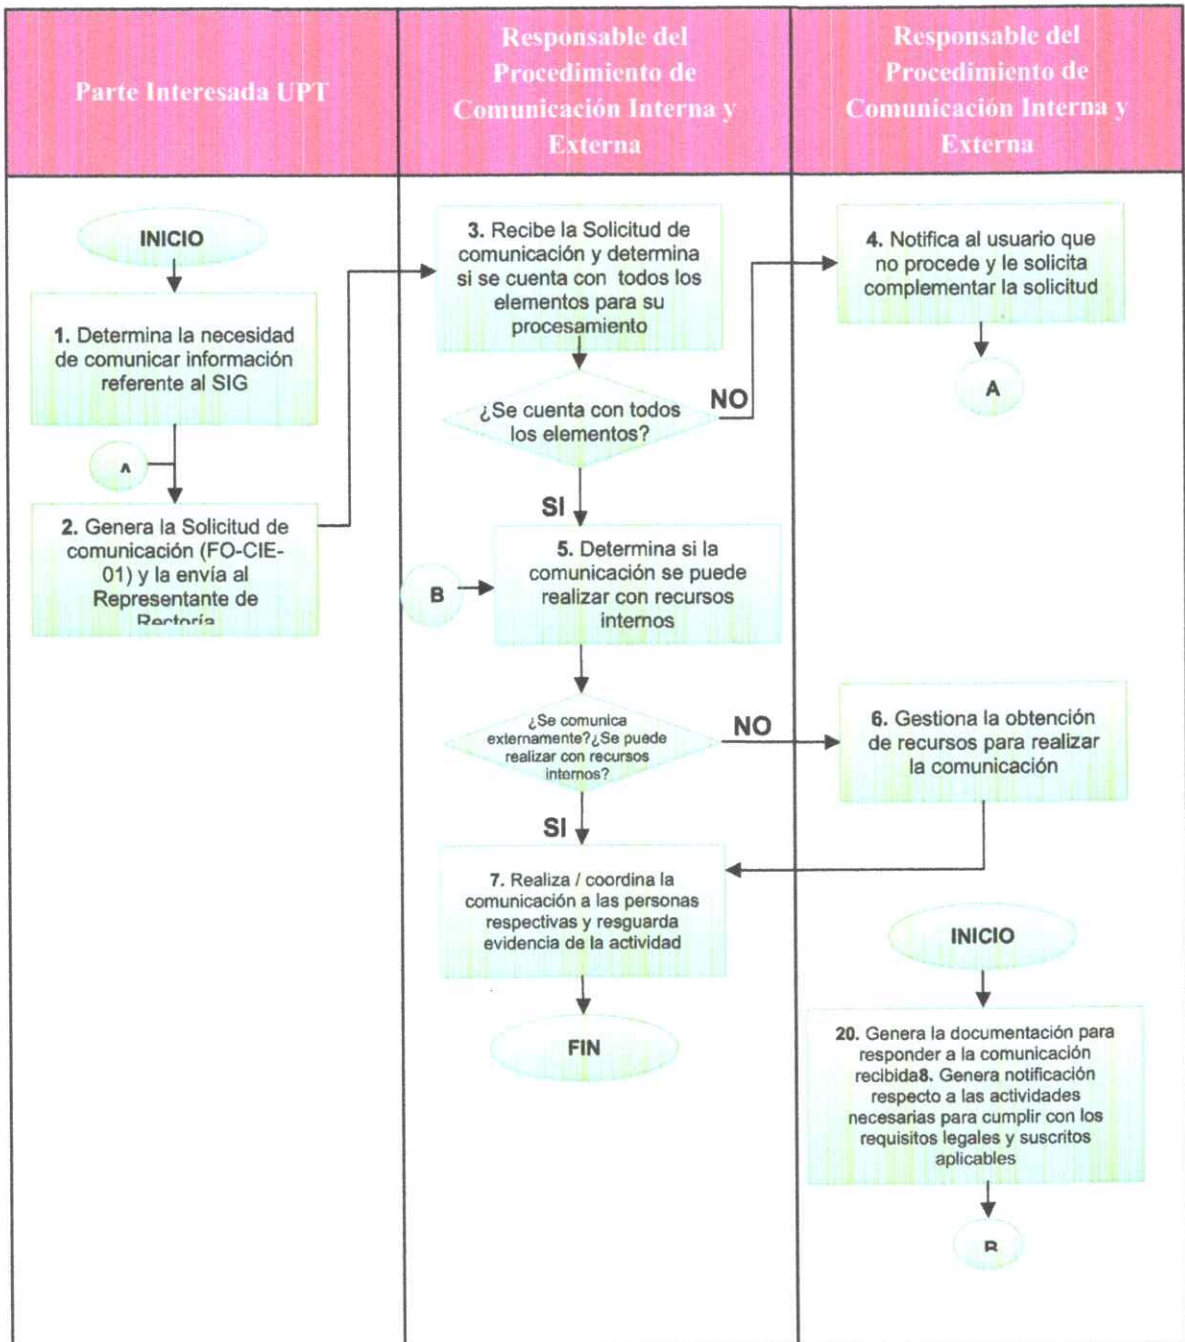 Parte Interesada UPT
Responsable del
Procedimiento de
Comunicación Interna y
Externa
Responsable del
Procedimiento de
Comunicación Interna y
Externa
INICIO
1. Determina la necesidad
de comunicar información
referente al SIG
A
2. Genera la Solicitud de
comunicación (FO-CIE-
01) y la envía al
Representante de
Rectoría
3. Recibe la Solicitud de
comunicación y determina
si se cuenta con todos los
elementos para su
procesamiento
¿Se cuenta con todos
los elementos?
NO
4. Notifica al usuario que
no procede y le solicita
complementar la solicitud
A
SI
5. Determina si la
comunicación se puede
realizar con recursos
internos
B
¿Se comunica
externamente?¿Se puede
realizar con recursos
internos?
NO
6. Gestiona la obtención
de recursos para realizar
la comunicación
SI
7. Realiza / coordina la
comunicación a las personas
respectivas y resguarda
evidencia de la actividad
FIN
INICIO
20. Genera la documentación para
responder a la comunicación
recibida8. Genera notificación
respecto a las actividades
necesarias para cumplir con los
requisitos legales y suscritos
aplicables
B